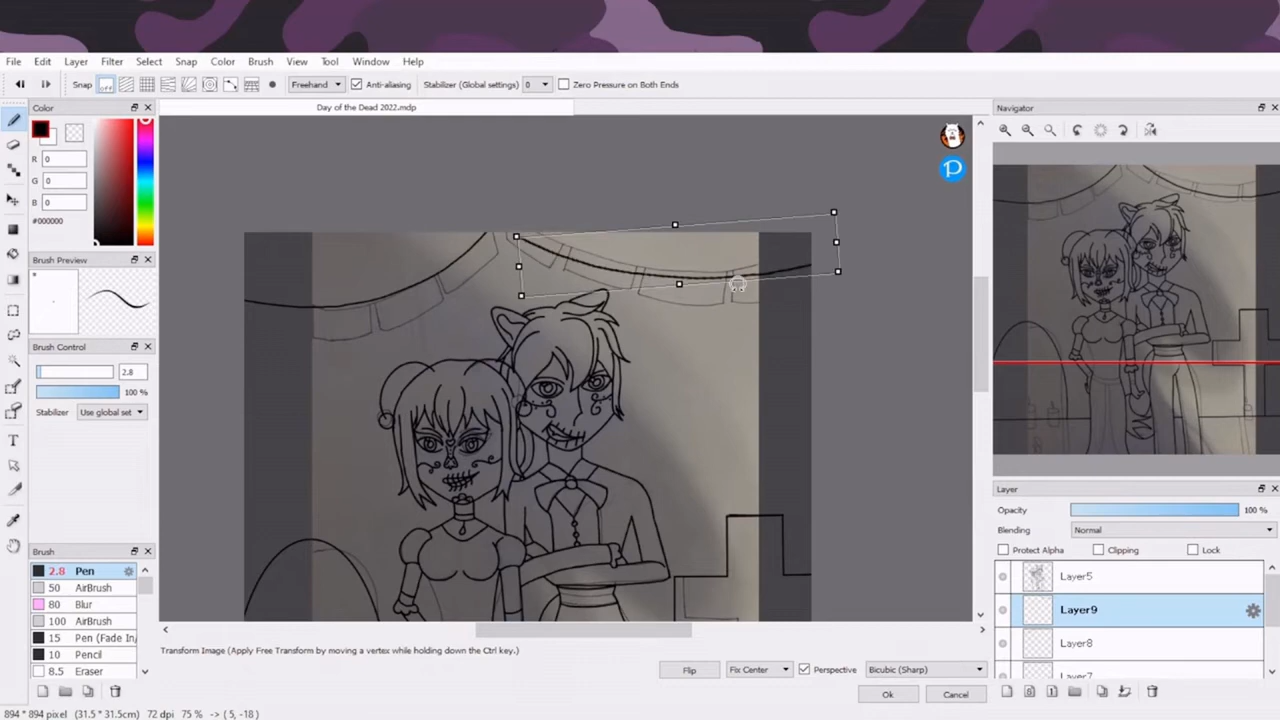 File Edit Layer Filter Select Snap Color Brush View Tool Window Help
Snap off Freehand Anti-aliasing Stabilizer (Global settings) 0 Zero Pressure on Both Ends
Color
Day of the Dead 2022.mdp
Navigator
R 0
G 0
B 0
#000000
Brush Preview
Brush Control
2.8
100 %
Stabilizer Use global set
Brush
2.8 Pen
50 AirBrush
80 Blur
100 AirBrush
15 Pen (Fade In/
10 Pencil
8.5 Eraser
Layer
Opacity 100 %
Blending Normal
Protect Alpha Clipping Lock
Layer5
Layer9
Layer8
Layer7
Transform Image (Apply Free Transform by moving a vertex while holding down the Ctrl key.)
Flip Fix Center Perspective Bicubic (Sharp)
Ok Cancel
894 * 894 pixel (31.5 * 31.5cm) 72 dpi 75 % -> ( 5, -18 )